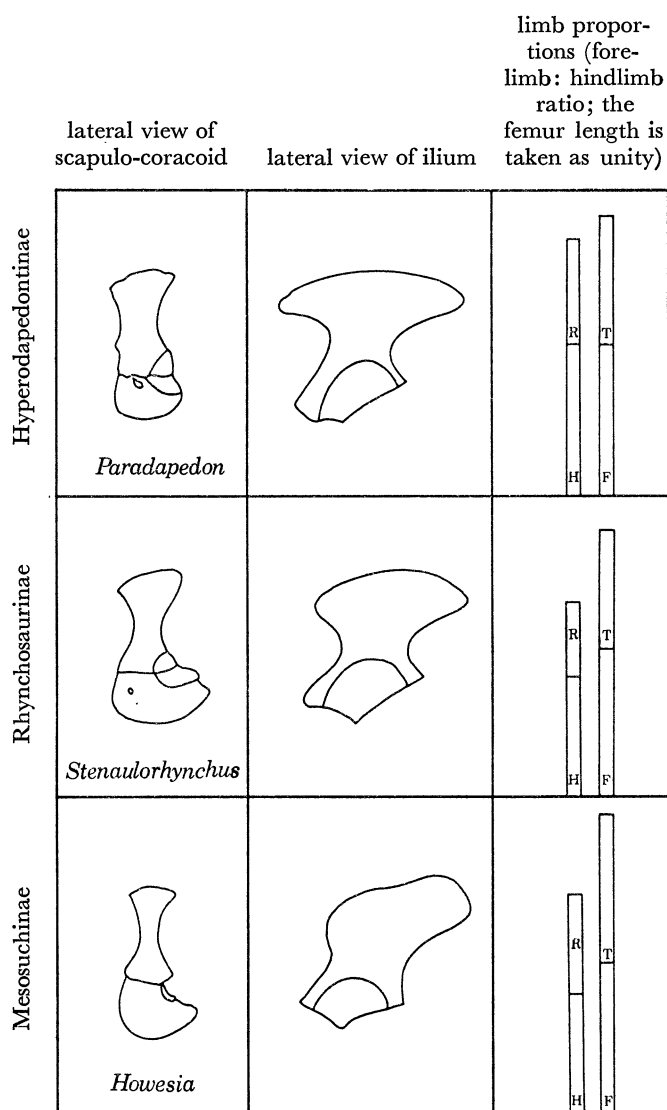 limb propor-
tions (fore-
limb: hindlimb
ratio; the
femur length is
taken as unity)
lateral view of
scapulo-coracoid
lateral view of ilium
Hyperodapedontinae
R T
H F
Paradapedon
Rhynchosaurinae
R T
H F
Stenaulorhynchus
Mesosuchinae
R T
H F
Howesia